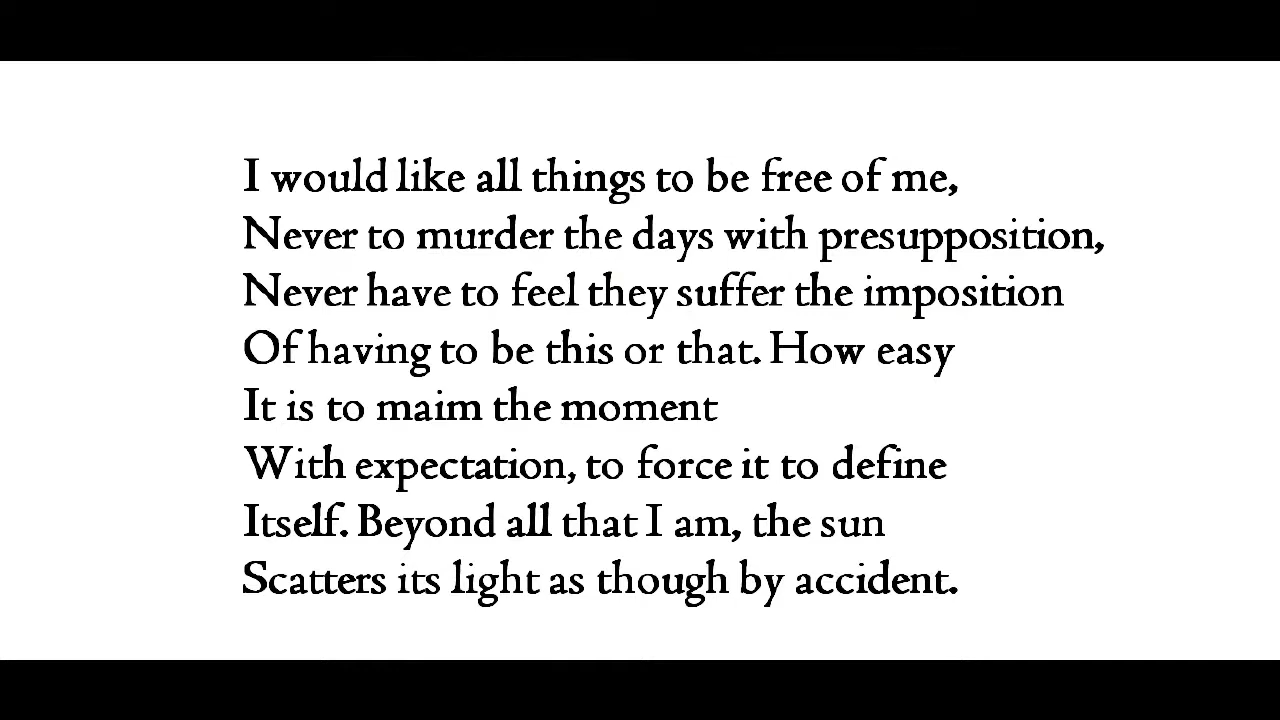 I would like all things to be free of me,
Never to murder the days with presupposition,
Never have to feel they suffer the imposition
Of having to be this or that. How easy
It is to maim the moment
With expectation, to force it to define
Itself. Beyond all that I am, the sun
Scatters its light as though by accident.